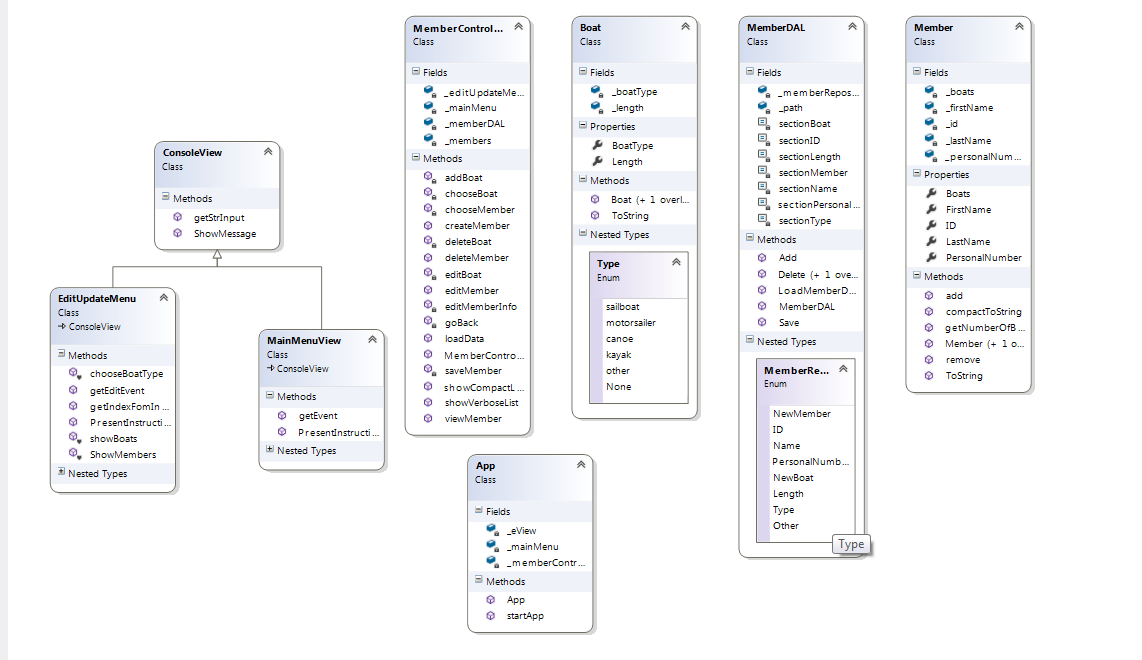 ConsoleView
Class
Methods
getStrInput
ShowMessage
EditUpdateMenu
Class
ConsoleView
Methods
chooseBoatType
getEditEvent
getIndexFomIn...
PresentInstructi...
showBoats
ShowMembers
Nested Types
MainMenuView
Class
ConsoleView
Methods
getEvent
PresentInstructi...
Nested Types
MemberControl...
Class
Fields
_editUpdateMe...
_mainMenu
_memberDAL
_members
Methods
addBoat
chooseBoat
chooseMember
createMember
deleteBoat
deleteMember
editBoat
editMember
editMemberInfo
goBack
loadData
MemberContro...
saveMember
showCompactL...
showVerboseList
viewMember
App
Class
Fields
_eView
_mainMenu
_memberContr...
Methods
App
startApp
Boat
Class
Fields
_boatType
_length
Properties
BoatType
Length
Methods
Boat (+ 1 overl...
ToString
Nested Types
Type
Enum
sailboat
motorsailer
canoe
kayak
other
None
MemberDAL
Class
Fields
_memberRepos...
_path
sectionBoat
sectionID
sectionLength
sectionMember
sectionName
sectionPersonal...
sectionType
Methods
Add
Delete (+ 1 ove...
LoadMemberD...
MemberDAL
Save
Nested Types
MemberRe...
Enum
NewMember
ID
Name
PersonalNumb...
NewBoat
Length
Type
Other
Type
Member
Class
Fields
_boats
_firstName
_id
_lastName
_personalNum...
Properties
Boats
FirstName
ID
LastName
PersonalNumber
Methods
add
compactToString
getNumberOfB...
Member (+ 1 o...
remove
ToString